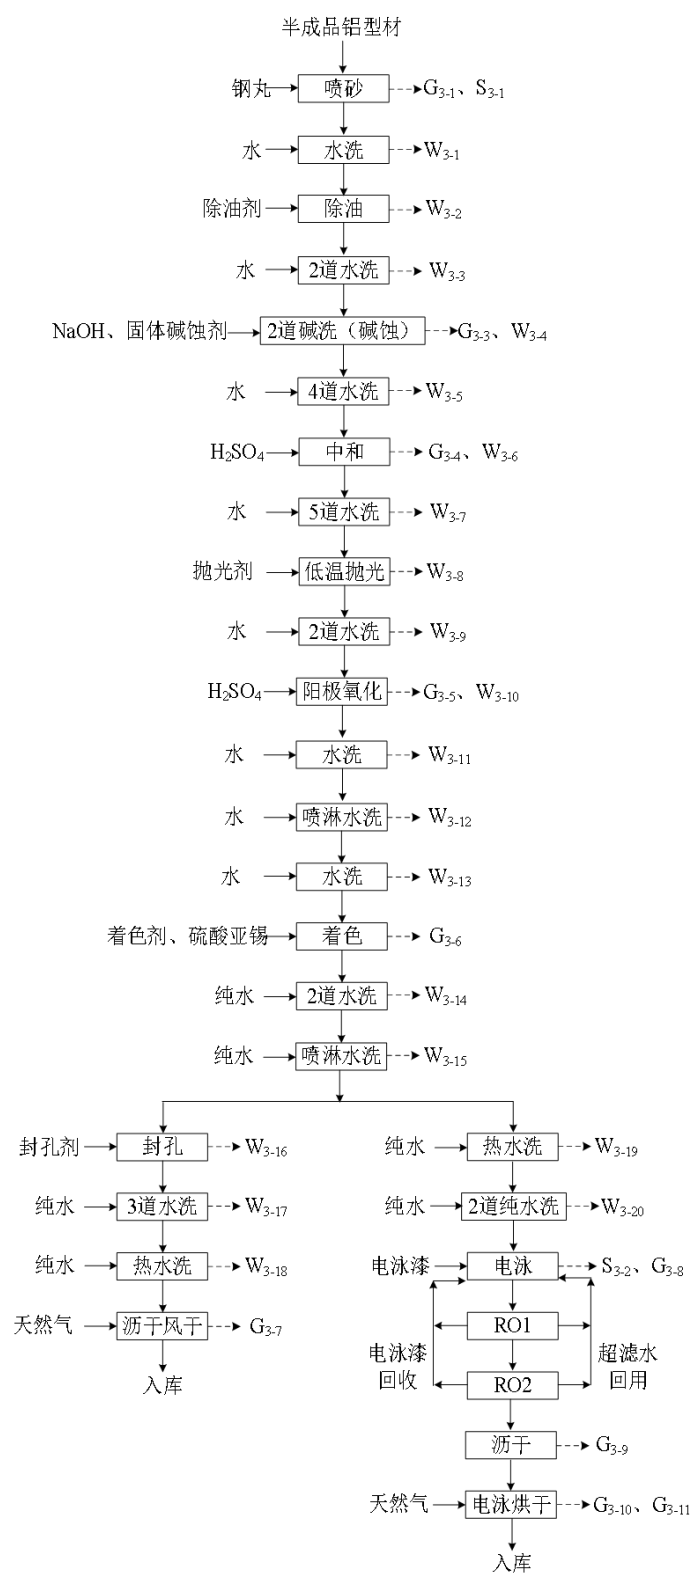 半成品铝型材
钢丸 喷砂 G3-1、S3-1
水 水洗 W3-1
除油剂 除油 W3-2
水 2道水洗 W3-3
NaOH、固体碱蚀剂 2道碱洗（碱蚀） G3-3、W3-4
水 4道水洗 W3-5
H2SO4 中和 G3-4、W3-6
水 5道水洗 W3-7
抛光剂 低温抛光 W3-8
水 2道水洗 W3-9
H2SO4 阳极氧化 G3-5、W3-10
水 水洗 W3-11
水 喷淋水洗 W3-12
水 水洗 W3-13
着色剂、硫酸亚锡 着色 G3-6
纯水 2道水洗 W3-14
纯水 喷淋水洗 W3-15
封孔剂 封孔 W3-16 纯水 热水洗 W3-19
纯水 3道水洗 W3-17 纯水 2道纯水洗 W3-20
纯水 热水洗 W3-18 电泳漆 电泳 S3-2、G3-8
天然气 沥干风干 G3-7 RO1
电泳漆 超滤水
入库 回收 RO2 回用
沥干 G3-9
天然气 电泳烘干 G3-10、G3-11
入库